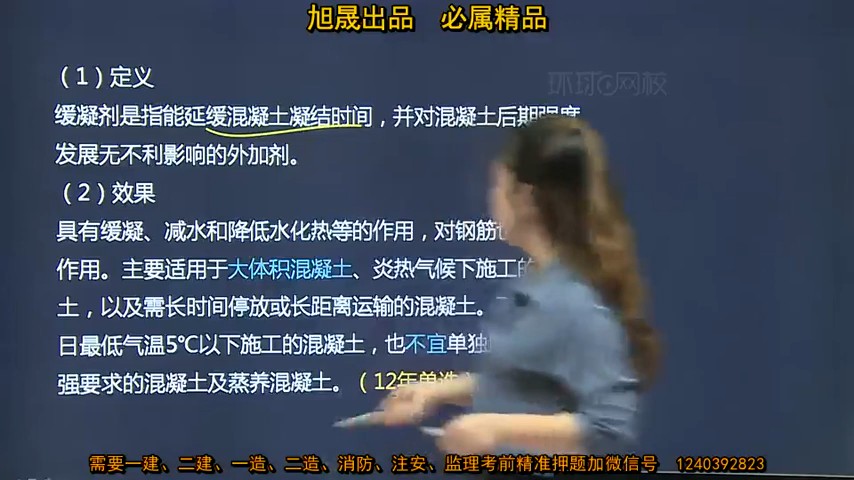 旭晟出品 必属精品
环球网校
（1）定义
缓凝剂是指能延缓混凝土凝结时间，并对混凝土后期强度
发展无不利影响的外加剂。
（2）效果
具有缓凝、减水和降低水化热等的作用，对钢筋
作用。主要适用于大体积混凝土、炎热气候下施工的
土，以及需长时间停放或长距离运输的混凝土。
日最低气温5℃以下施工的混凝土，也不宜单独
强要求的混凝土及蒸养混凝土。（12年单选
需要一建、二建、一造、二造、消防、注安、监理考前精准押题加微信号 1240392823